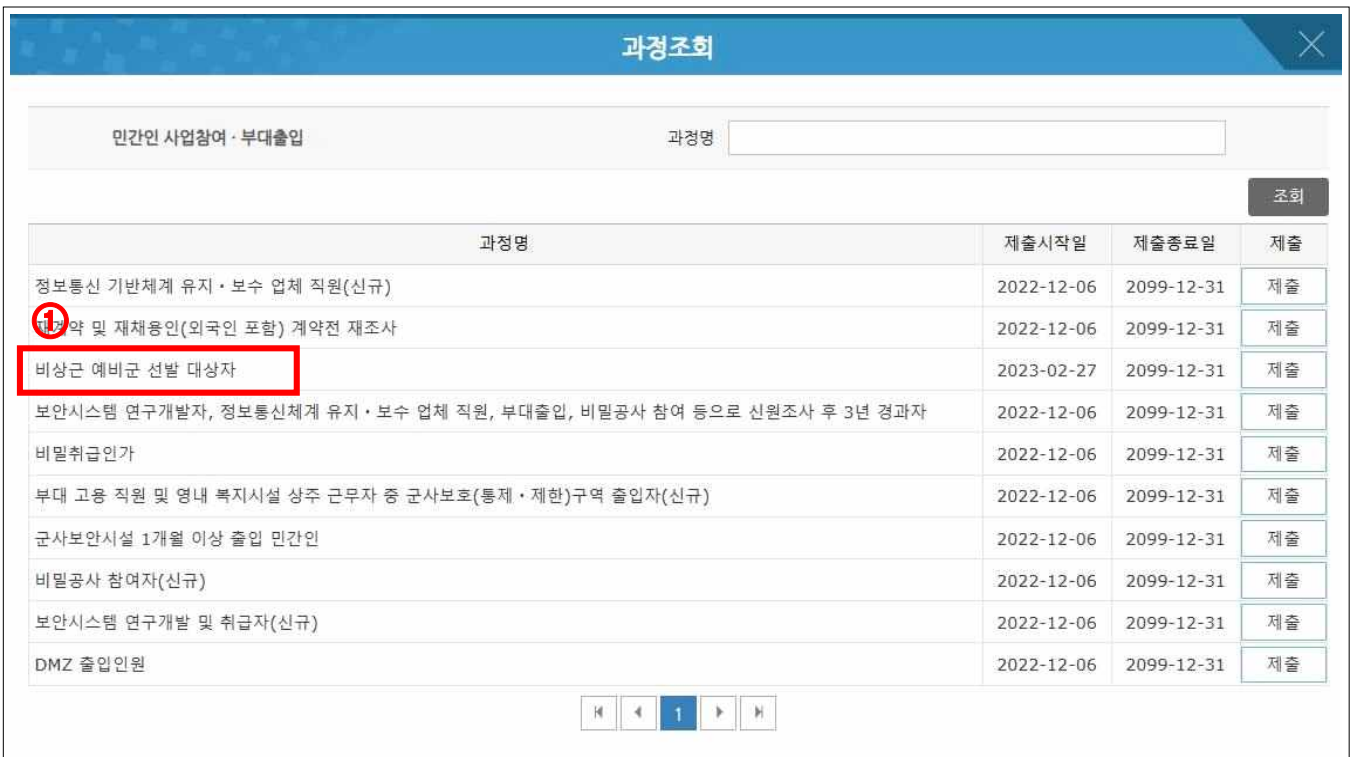 과정조회
민간인 사업참여 · 부대출입 과정명
조회
과정명 제출시작일 제출종료일 제출
정보통신 기반체계 유지・보수 업체 직원(신규) 2022-12-06 2099-12-31 제출
①
재계약 및 재채용인(외국인 포함) 계약전 재조사 2022-12-06 2099-12-31 제출
비상근 예비군 선발 대상자 2023-02-27 2099-12-31 제출
보안시스템 연구개발자, 정보통신체계 유지・보수 업체 직원, 부대출입, 비밀공사 참여 등으로 신원조사 후 3년 경과자 2022-12-06 2099-12-31 제출
비밀취급인가 2022-12-06 2099-12-31 제출
부대 고용 직원 및 영내 복지시설 상주 근무자 중 군사보호(통제・제한)구역 출입자(신규) 2022-12-06 2099-12-31 제출
군사보안시설 1개월 이상 출입 민간인 2022-12-06 2099-12-31 제출
비밀공사 참여자(신규) 2022-12-06 2099-12-31 제출
보안시스템 연구개발 및 취급자(신규) 2022-12-06 2099-12-31 제출
DMZ 출입인원 2022-12-06 2099-12-31 제출
1